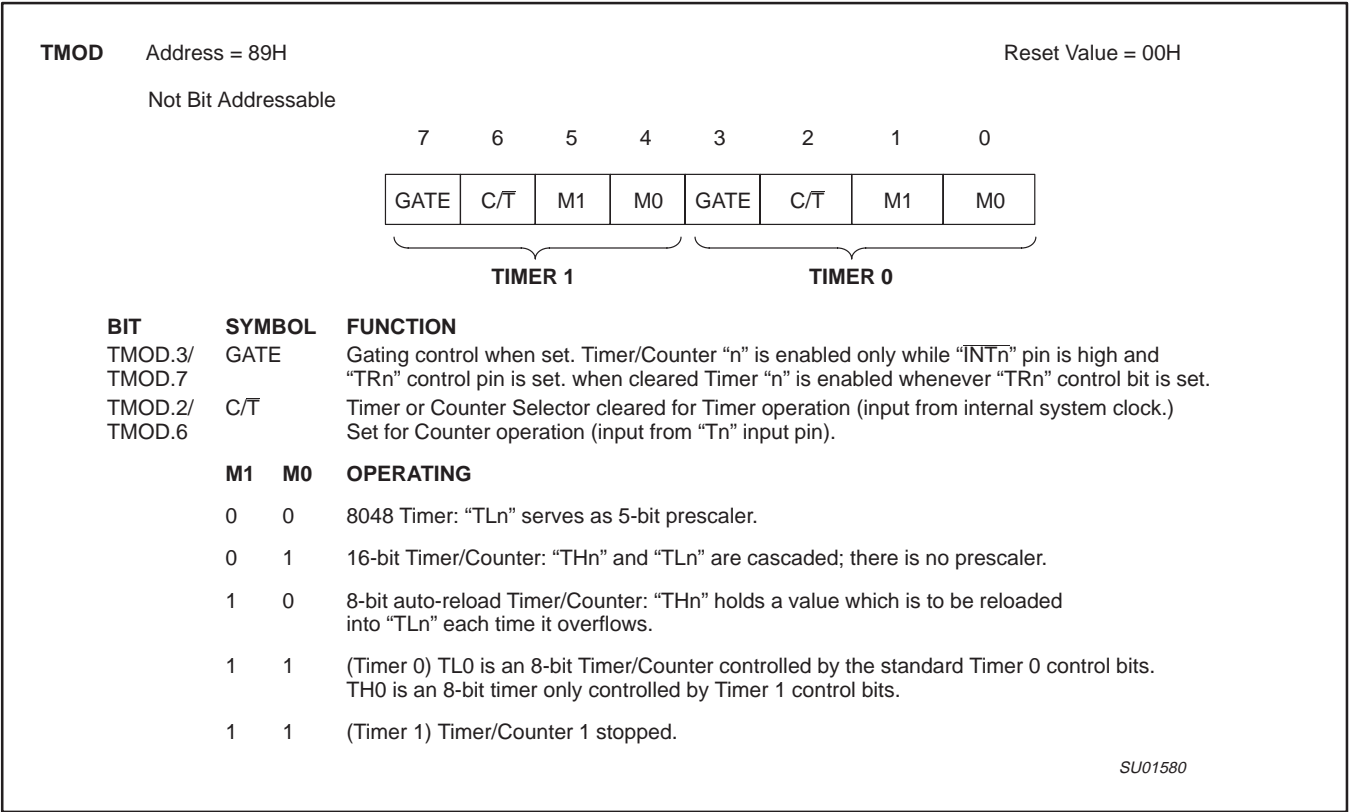 TMOD Address = 89H Reset Value = 00H
Not Bit Addressable
7 6 5 4 3 2 1 0
GATE C/T̅ M1 M0 GATE C/T̅ M1 M0
TIMER 1 TIMER 0
BIT SYMBOL FUNCTION
TMOD.3/ GATE Gating control when set. Timer/Counter “n” is enabled only while “I̅N̅T̅n̅” pin is high and
TMOD.7 “TRn” control pin is set. when cleared Timer “n” is enabled whenever “TRn” control bit is set.
TMOD.2/ C/T̅ Timer or Counter Selector cleared for Timer operation (input from internal system clock.)
TMOD.6 Set for Counter operation (input from “Tn” input pin).
M1 M0 OPERATING
0 0 8048 Timer: “TLn” serves as 5-bit prescaler.
0 1 16-bit Timer/Counter: “THn” and “TLn” are cascaded; there is no prescaler.
1 0 8-bit auto-reload Timer/Counter: “THn” holds a value which is to be reloaded
into “TLn” each time it overflows.
1 1 (Timer 0) TL0 is an 8-bit Timer/Counter controlled by the standard Timer 0 control bits.
TH0 is an 8-bit timer only controlled by Timer 1 control bits.
1 1 (Timer 1) Timer/Counter 1 stopped.
SU01580